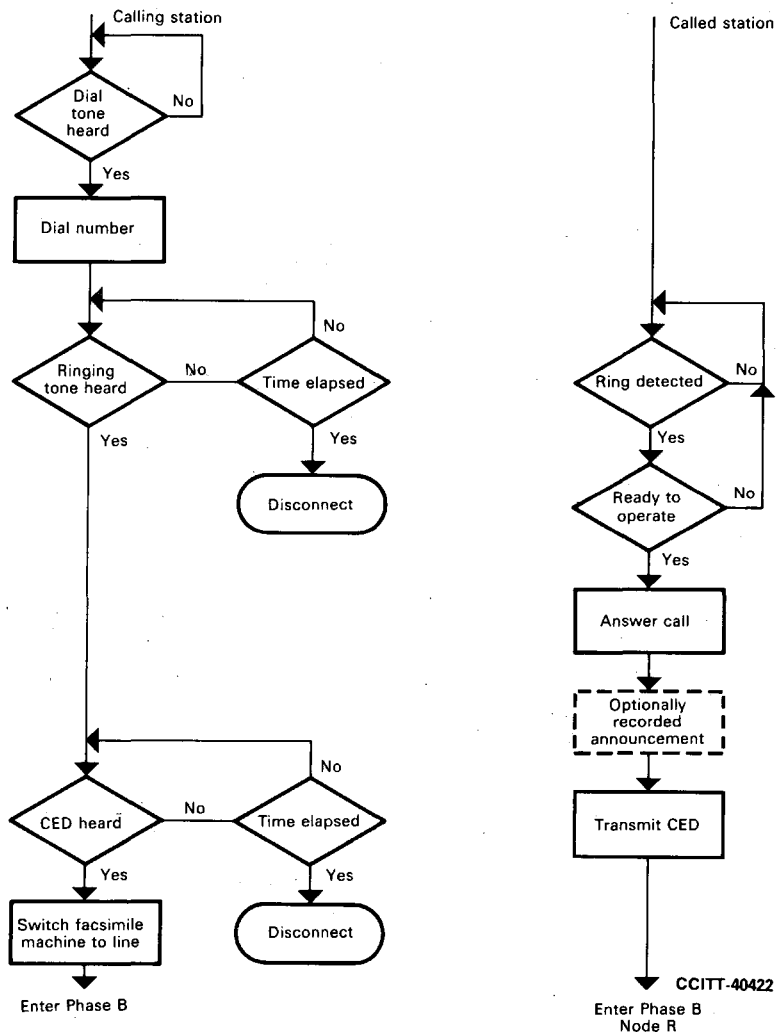 Calling station
Dial
tone
heard
No
Yes
Dial number
No
Ringing
tone heard
No
Time elapsed
Yes
Yes
Disconnect
No
CED heard
No
Time elapsed
Yes
Yes
Switch facsimile
machine to line
Disconnect
Enter Phase B
Called station
Ring detected
No
Yes
Ready to
operate
No
Yes
Answer call
Optionally
recorded
announcement
Transmit CED
CCITT-40422
Enter Phase B
Node R